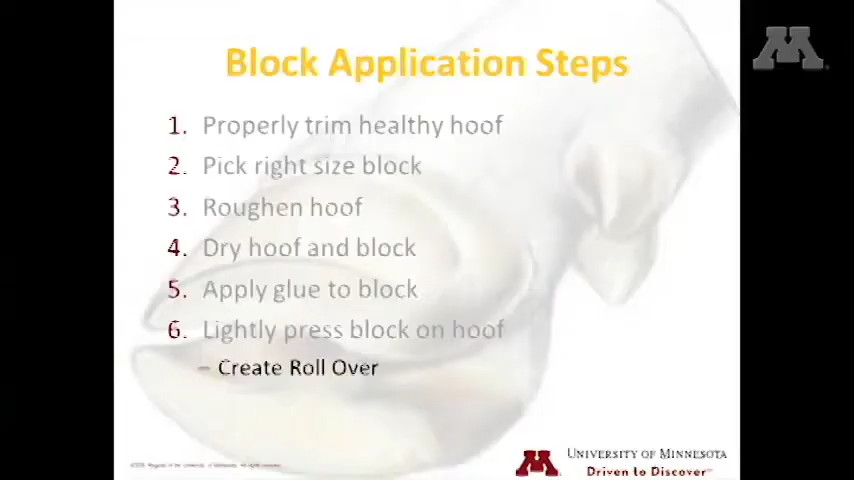 Block Application Steps
1. Properly trim healthy hoof
2. Pick right size block
3. Roughen hoof
4. Dry hoof and block
5. Apply glue to block
6. Lightly press block on hoof
– Create Roll Over
M
M
UNIVERSITY OF MINNESOTA
Driven to Discover℠